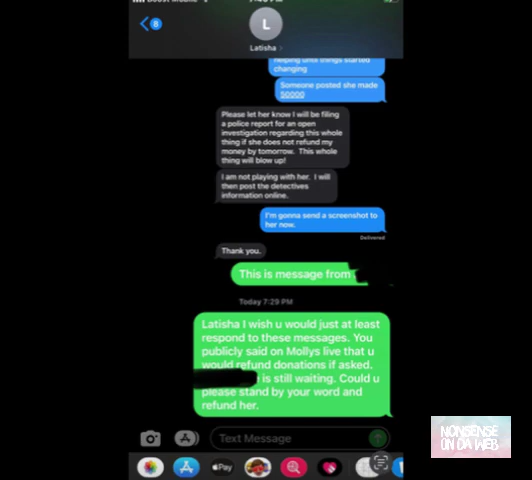 8
L
Latisha
helping until things started
changing
Someone posted she made
50000
Please let her know I will be filing
a police report for an open
investigation regarding this whole
thing if she does not refund my
money by tomorrow. This whole
thing will blow up!
I am not playing with her. I will
then post the detectives
information online.
I'm gonna send a screenshot to
her now.
Delivered
Thank you.
This is message from
Today 7:29 PM
Latisha I wish u would just at least
respond to these messages. You
publicly said on Mollys live that u
would refund donations if asked.
is still waiting. Could u
please stand by your word and
refund her.
Text Message
Pay
NONSENSE
ON DA WEB